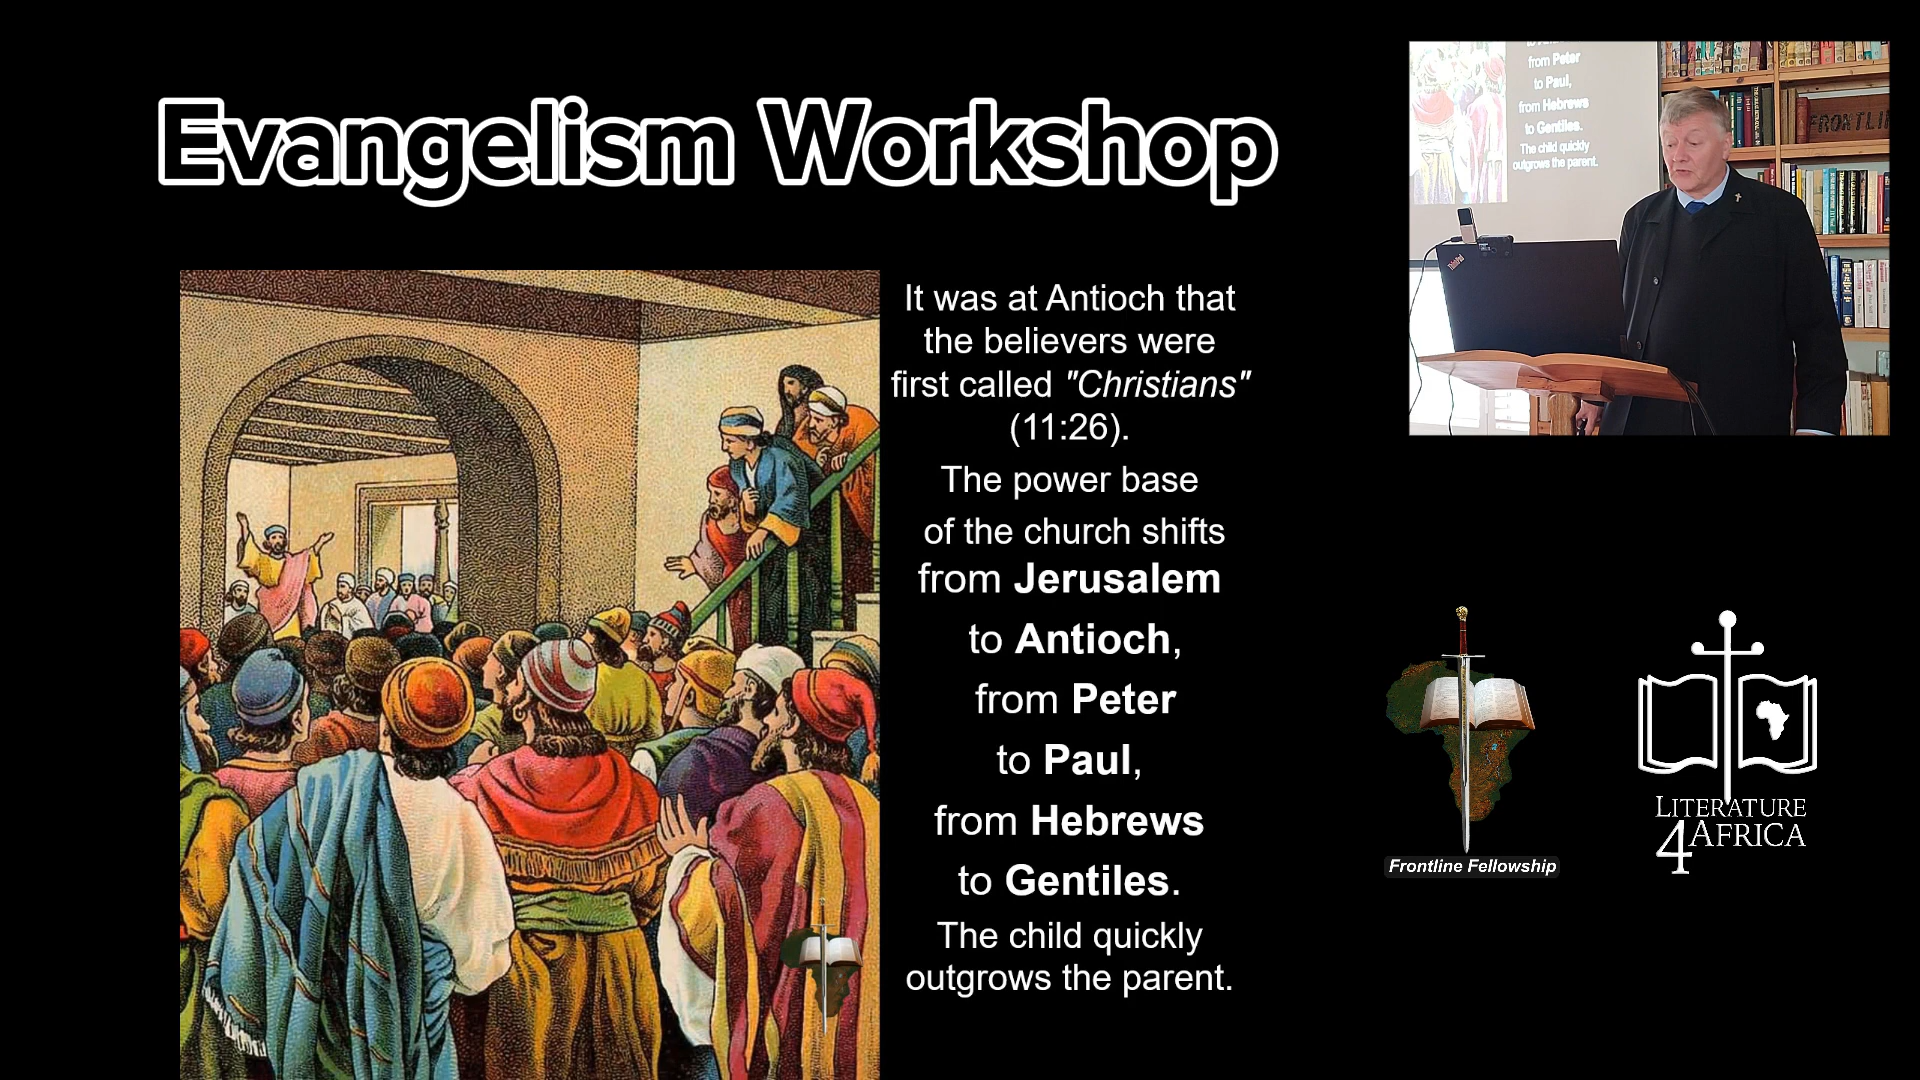 Evangelism Workshop
It was at Antioch that
the believers were
first called "Christians"
(11:26).
The power base
of the church shifts
from Jerusalem
to Antioch,
from Peter
to Paul,
from Hebrews
to Gentiles.
The child quickly
outgrows the parent.
from Peter
to Paul,
from Hebrews
to Gentiles.
The child quickly
outgrows the parent.
ThinkPad
Frontline Fellowship
LITERATURE
4AFRICA